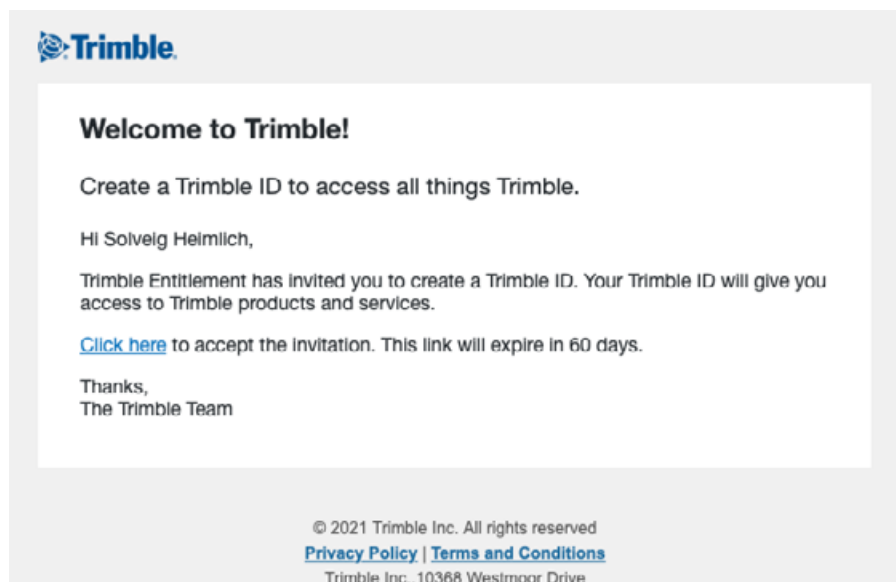 Trimble.
Welcome to Trimble!
Create a Trimble ID to access all things Trimble.
Hi Solveig Heimlich,
Trimble Entitlement has invited you to create a Trimble ID. Your Trimble ID will give you
access to Trimble products and services.
Click here to accept the invitation. This link will expire in 60 days.
Thanks,
The Trimble Team
© 2021 Trimble Inc. All rights reserved
Privacy Policy | Terms and Conditions
Trimble Inc., 10368 Westmoor Drive